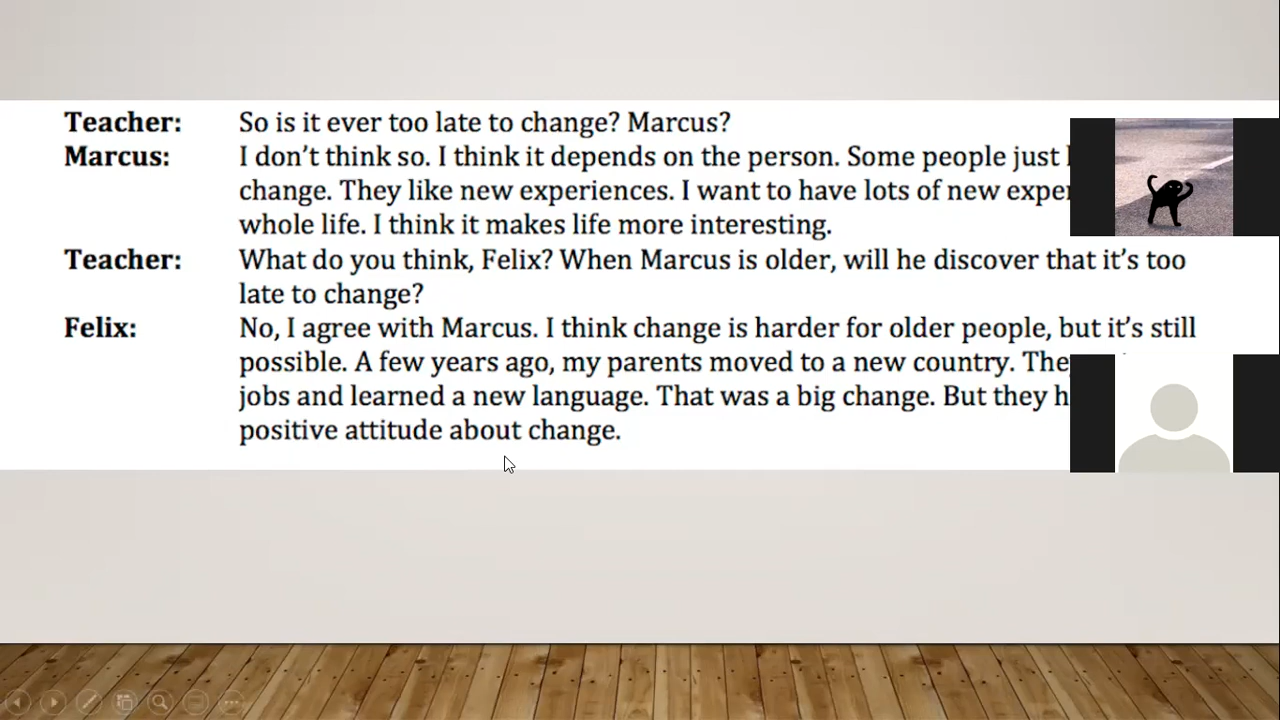 Teacher: So is it ever too late to change? Marcus?
Marcus: I don't think so. I think it depends on the person. Some people just
change. They like new experiences. I want to have lots of new
whole life. I think it makes life more interesting.
Teacher: What do you think, Felix? When Marcus is older, will he discover that it's too
late to change?
Felix: No, I agree with Marcus. I think change is harder for older people, but it's still
possible. A few years ago, my parents moved to a new country.
jobs and learned a new language. That was a big change. But they
positive attitude about change.